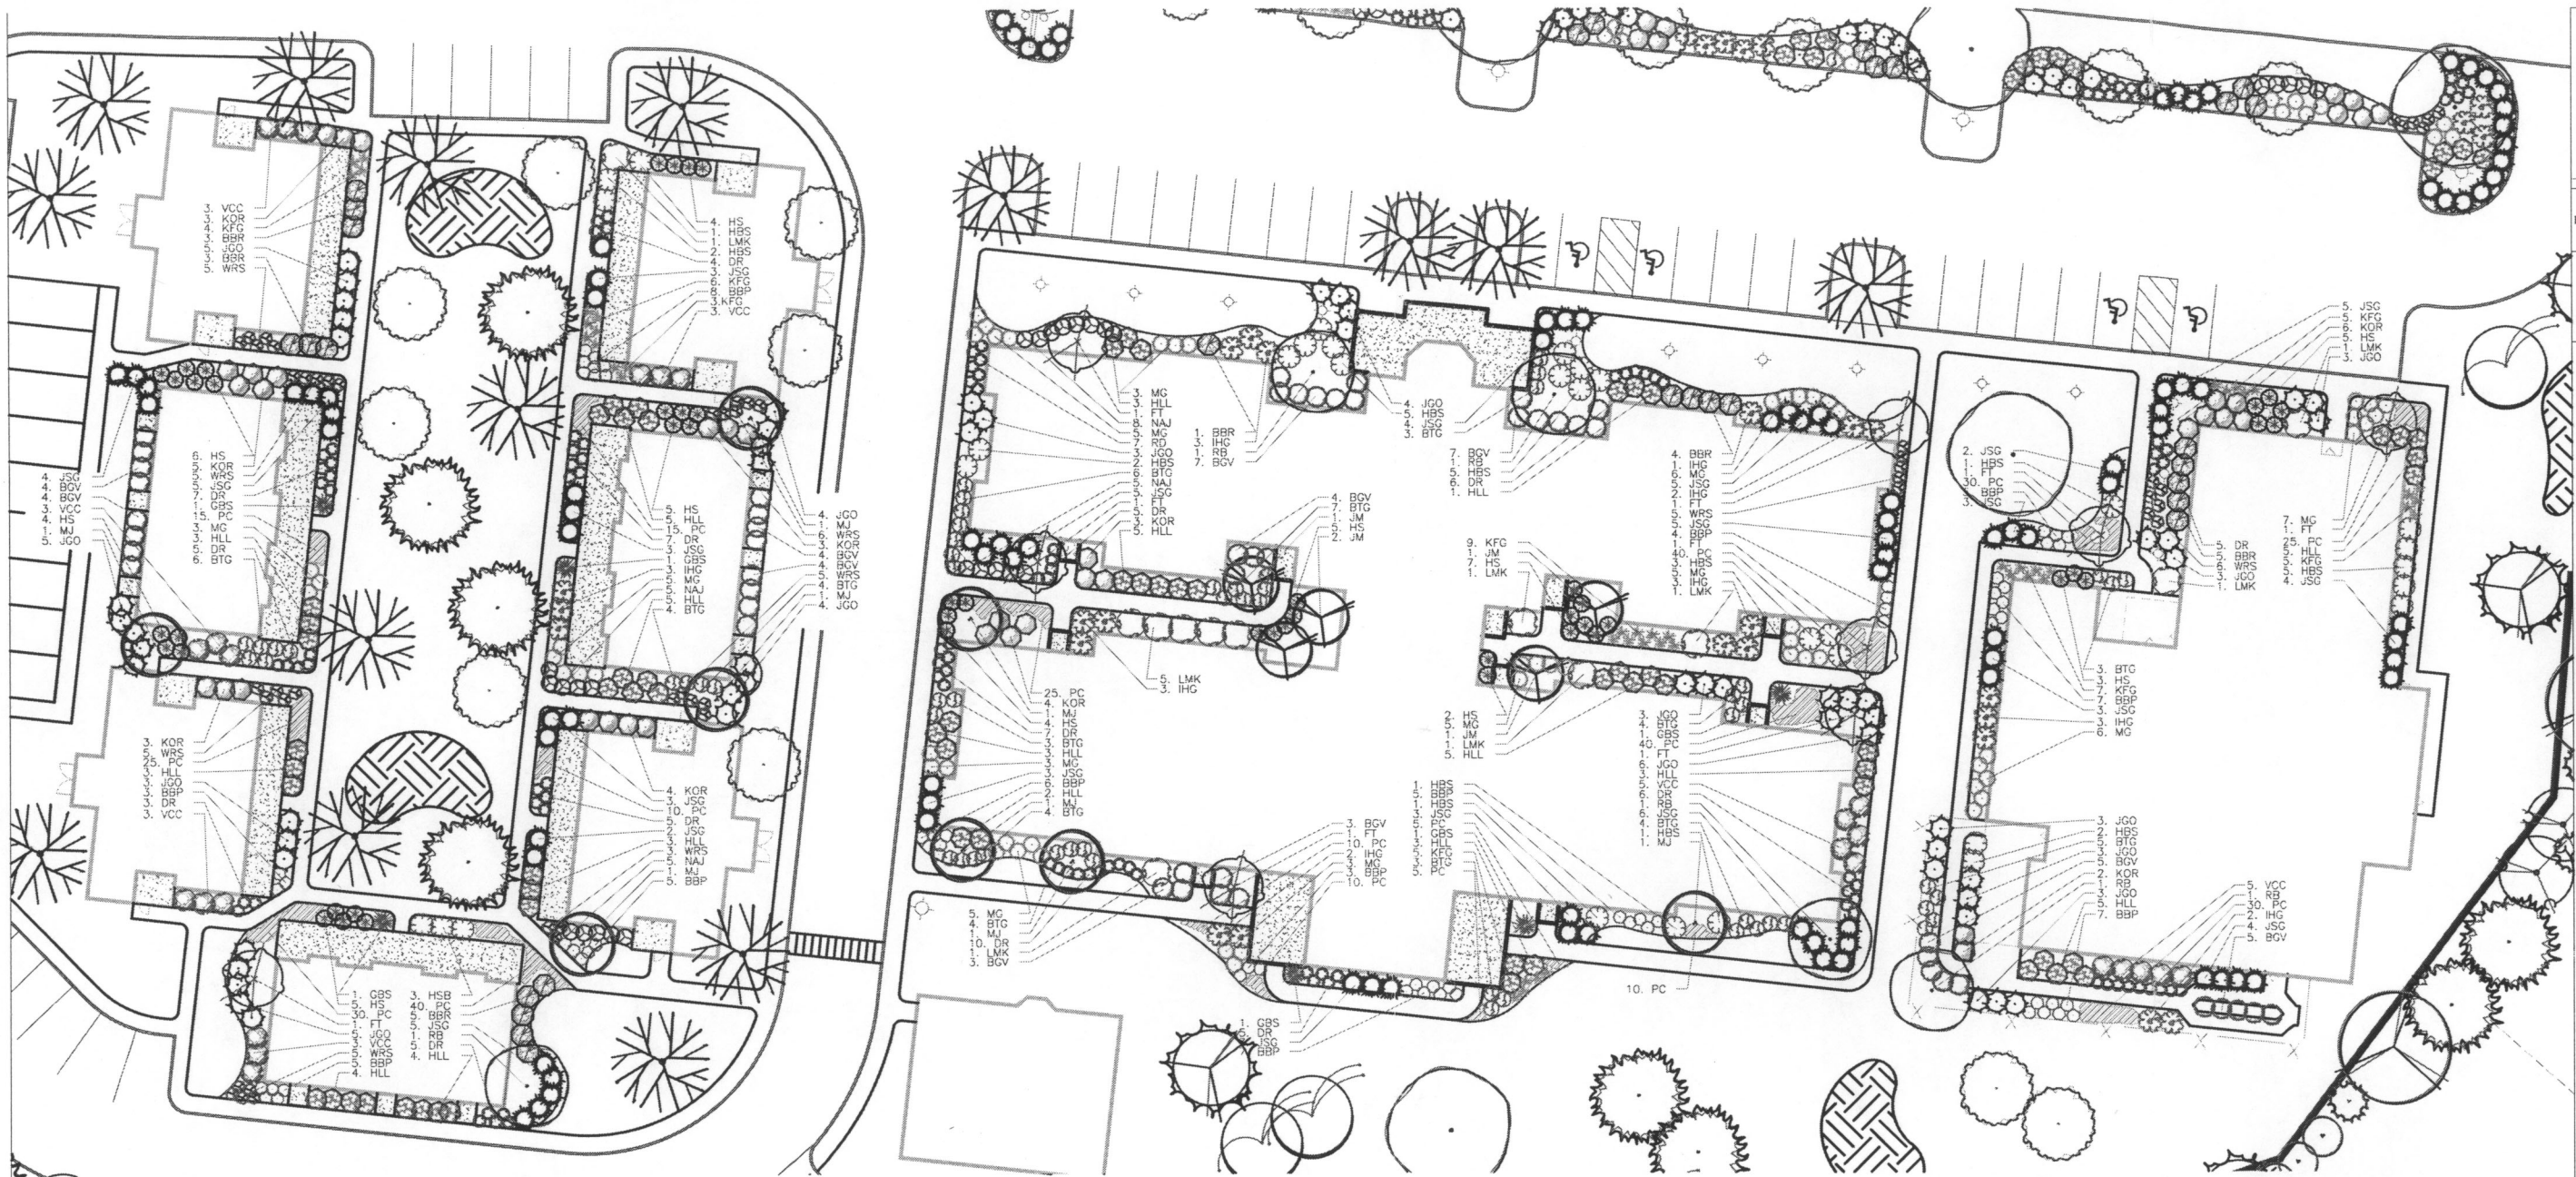 3. VCC
3. KOR
4. KFG
3. BBR
5. JGO
3. BBR
5. WRS
4. HS
1. HBS
1. LMK
2. HBS
4. DR
3. JSG
6. KFG
8. BBP
3.KFG
3. VCC
4. JSG
4. BGV
4. BGV
3. VCC
4. HS
1. MJ
5. JGO
6. HS
5. KOR
5. WRS
5. JSG
7. DR
1. GBS
15. PC
3. MG
3. HLL
5. DR
6. BTG
5. HS
5. HLL
15. PC
7. DR
3. JSG
1. GBS
3. IHG
5. MG
5. NAJ
5. HLL
4. BTG
4. JGO
1. MJ
6. WRS
3. KOR
4. BGV
4. BGV
5. WRS
4. BTG
1. MJ
4. JGO
3. KOR
5. WRS
25. PC
3. HLL
3. JGO
3. BBP
3. DR
3. VCC
4. KOR
3. JSG
10. PC
5. DR
2. JSG
3. HLL
3. WRS
5. NAJ
1. MJ
5. BBP
1. GBS
5. HS
30. PC
1. FT
5. JGO
3. VCC
5. WRS
5. BBP
4. HLL
3. HSB
40. PC
5. BBR
5. JSG
1. RB
5. DR
4. HLL
3. MG
3. HLL
1. FT
8. NAJ
5. MG
7. RD
3. JGO
2. HBS
6. BTG
5. NAJ
5. JSG
1. FT
5. DR
3. KOR
5. HLL
1. BBR
3. IHG
1. RB
7. BGV
4. JGO
5. HBS
4. JSG
3. BTG
4. BGV
7. BTG
1. JM
5. HS
2. JM
7. BGV
1. RB
5. HBS
6. DR
1. HLL
9. KFG
1. JM
7. HS
1. LMK
4. BBR
1. IHG
6. MG
5. JSG
2. IHG
1. FT
5. WRS
5. JSG
4. BBP
1. FT
40. PC
3. HBS
5. MG
3. IHG
1. LMK
5. LMK
3. IHG
25. PC
4. KOR
1. MJ
4. HS
7. DR
3. BTG
3. HLL
3. MG
3. JSG
6. BBP
2. HLL
1. MJ
4. BTG
2. HS
5. MG
1. JM
1. LMK
5. HLL
3. JGO
4. BTG
1. GBS
40. PC
1. FT
6. JGO
3. HLL
5. VCC
6. DR
1. RB
6. JSG
4. BTG
1. HBS
1. MJ
1. HBS
5. BBP
1. HBS
3. JSG
5. PC
1. GBS
3. HLL
5. KFG
3. BTG
5. PC
3. BGV
1. FT
10. PC
2. IHG
3. MG
3. BBP
10. PC
5. MG
4. BTG
1. MJ
10. DR
1. LMK
3. BGV
1. GBS
5. DR
JSG
BBP
10. PC
5. JSG
5. KFG
6. KOR
5. HS
1. LMK
3. JGO
2. JSG
1. HBS
1. FT
30. PC
BBP
3. JSG
5. DR
5. BBR
6. WRS
3. JGO
1. LMK
7. MG
1. FT
25. PC
5. HLL
5. KFG
5. HBS
4. JSG
3. BTG
3. HS
7. KFG
7. BBP
3. JSG
3. IHG
6. MG
3. JGO
2. HBS
5. BTG
3. JGO
5. BGV
2. KOR
1. RB
3. JGO
5. HLL
7. BBP
5. VCC
1. RB
30. PC
2. IHG
4. JSG
5. BGV